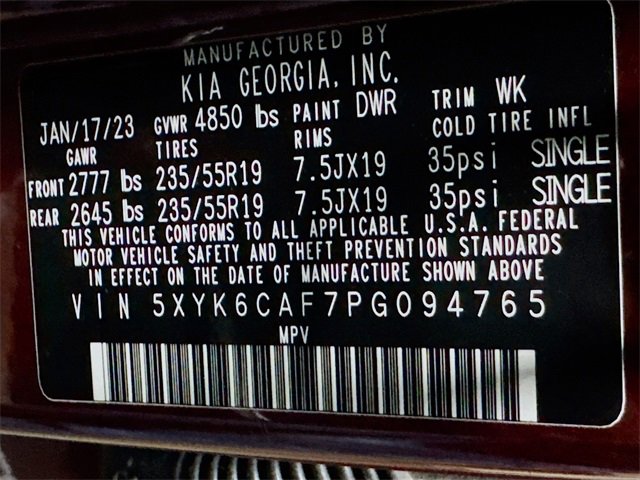 MANUFACTURED BY
KIA GEORGIA, INC.
JAN/17/23 GVWR 4850 lbs PAINT DWR TRIM WK
GAWR TIRES RIMS COLD TIRE INFL
FRONT 2777 lbs 235/55R19 7.5JX19 35psi SINGLE
REAR 2645 lbs 235/55R19 7.5JX19 35psi SINGLE
THIS VEHICLE CONFORMS TO ALL APPLICABLE U.S.A. FEDERAL
MOTOR VEHICLE SAFETY AND THEFT PREVENTION STANDARDS
IN EFFECT ON THE DATE OF MANUFACTURE SHOWN ABOVE
VIN 5XYK6CAF7PG094765
MPV